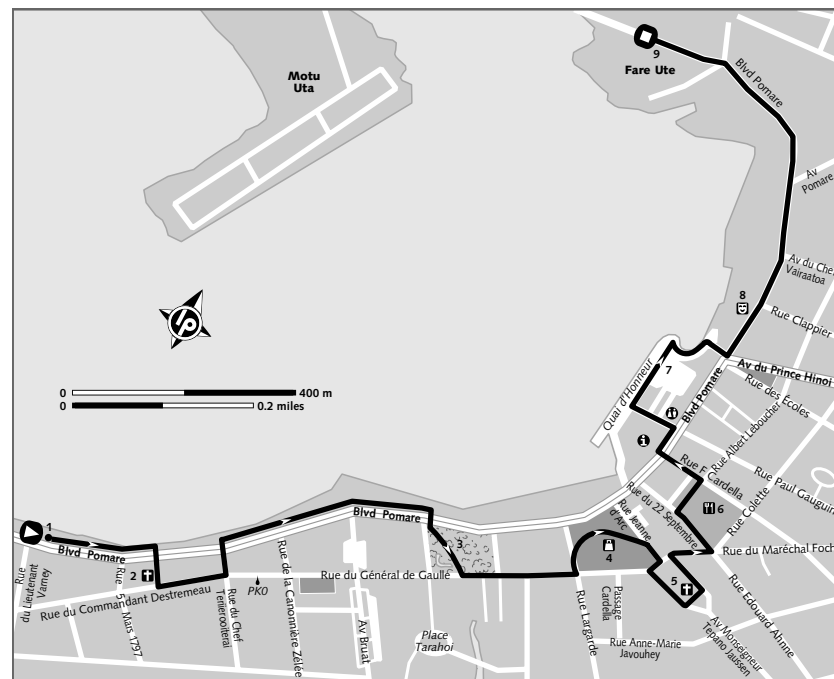 Motu
Uta
9
Fare Ute
Blvd Pomare
Av
Pomare
Av du Chef
Vairaatoa
8
Rue Clappier
0
400 m
0
0.2 miles
Quai d'Honneur
7
Av du Prince Hinoi
Blvd Pomare
Rue des Écoles
Rue Albert Leboucher
Rue F Cardella
Rue Paul Gauguin
Rue du 22 Septembre
Rue Jeanne
d'Arc
6
Rue Colette
1
Blvd Pomare
Blvd Pomare
3
4
Rue du Maréchal Foch
Rue
du Lieutenant
Varney
Rue
5
Mars 1797
2
Rue du Commandant Destremeau
Rue du Chef
Teriierooiterai
PK0
Rue de la Canonnière Zélée
Rue du Général de Gaulle
Av Bruat
Place
Tarahoi
Rue Largarde
Passage
Cardella
5
Rue Edouard Ahnne
Rue Anne-Marie
Javouhey
Av Monseigneur
Tepano Jaussen